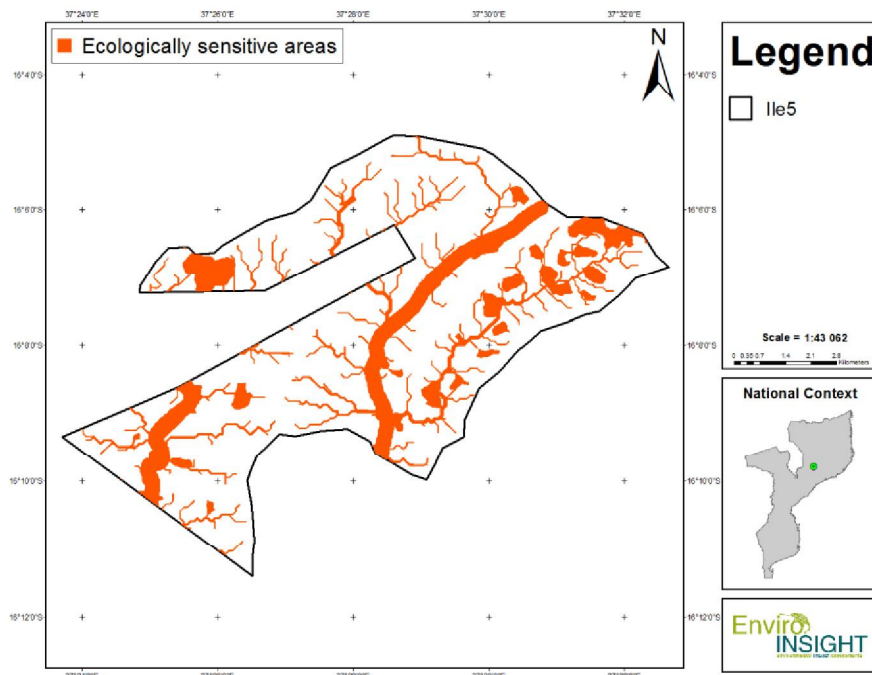 37°24'0"E 37°26'0"E 37°28'0"E 37°30'0"E 37°32'0"E
Ecologically sensitive areas
N
Legend
Ile5
16°4'0"S 16°4'0"S
16°6'0"S 16°6'0"S
16°8'0"S 16°8'0"S
16°10'0"S 16°10'0"S
16°12'0"S 16°12'0"S
Scale = 1:43 062
0 0.35 0.7 1.4 2.1 2.8
Kilometers
National Context
Enviro
INSIGHT